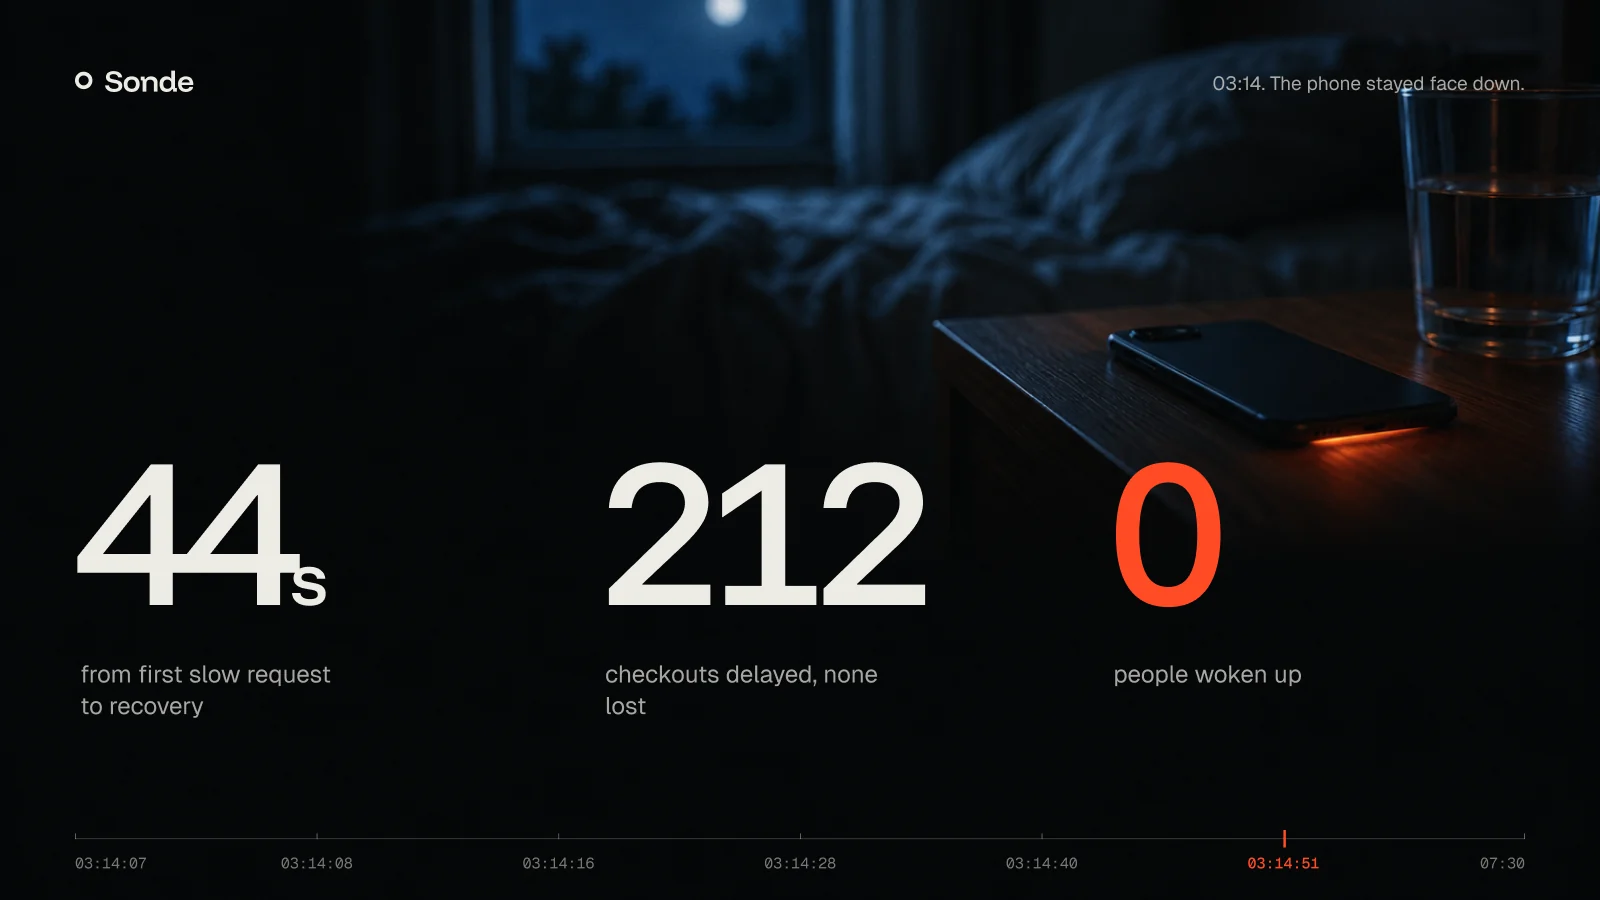 Sonde
03:14. The phone stayed face down.
44s
from first slow request
to recovery
212
checkouts delayed, none
lost
0
people woken up
03:14:07
03:14:08
03:14:16
03:14:28
03:14:40
03:14:51
07:30